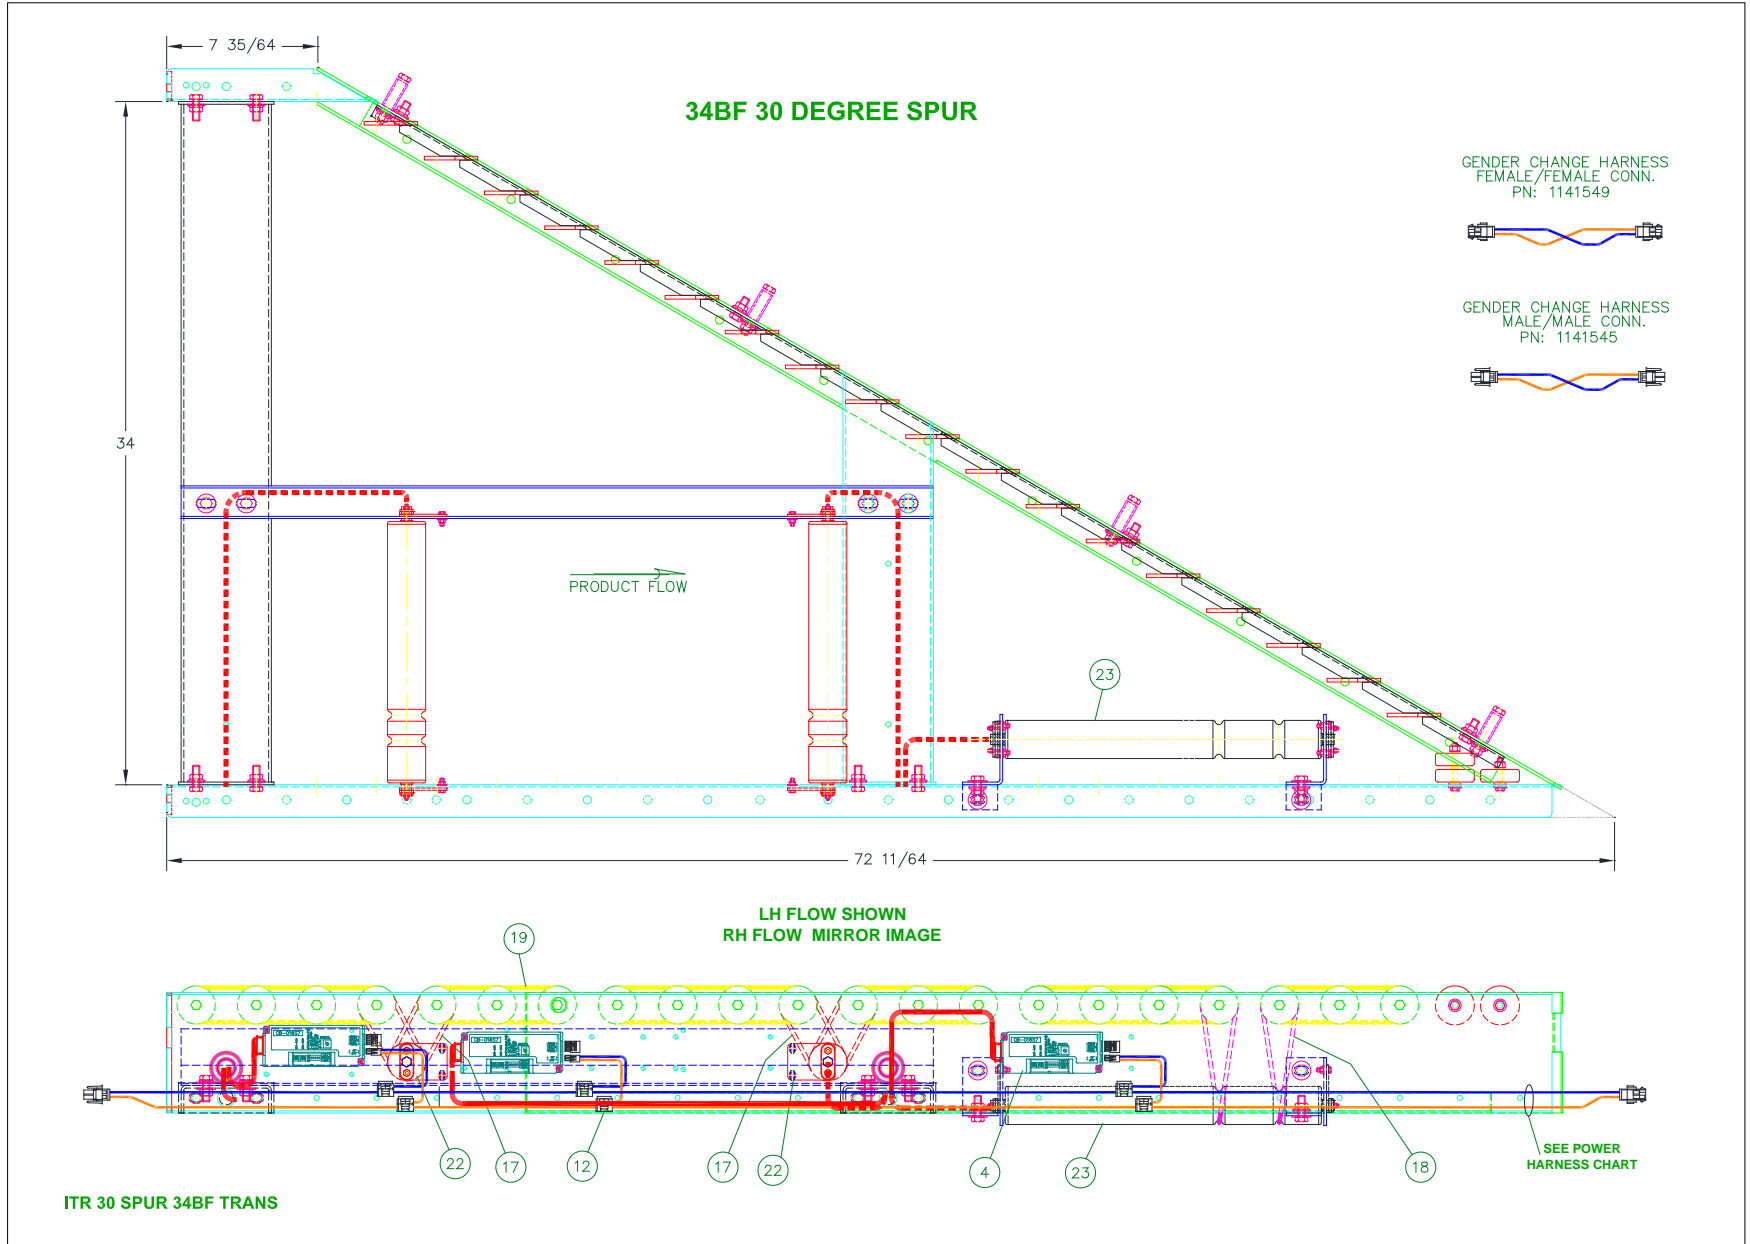 7 35/64
34BF 30 DEGREE SPUR
GENDER CHANGE HARNESS
FEMALE/FEMALE CONN.
PN: 1141549
GENDER CHANGE HARNESS
MALE/MALE CONN.
PN: 1141545
34
PRODUCT FLOW
23
72 11/64
LH FLOW SHOWN
RH FLOW MIRROR IMAGE
19
22
17
12
17
22
4
23
18
SEE POWER
HARNESS CHART
ITR 30 SPUR 34BF TRANS